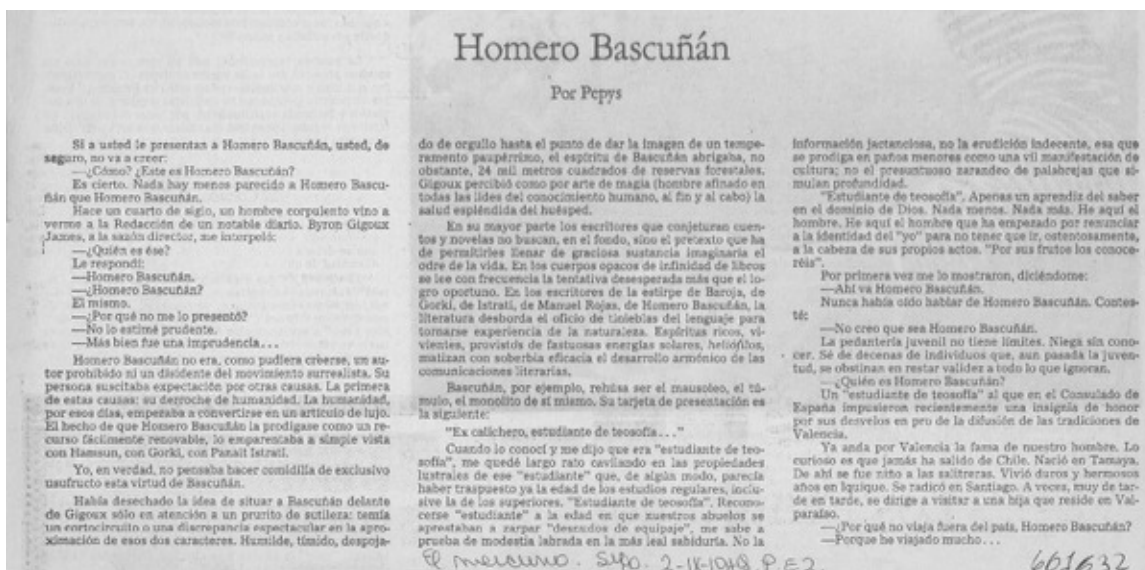 Homero Bascuñán
Por Pepys
Si a usted le presentan a Homero Bascuñán, usted, de
seguro, no va a creer:
—¿Cómo? ¿Este es Homero Bascuñán?
Es cierto. Nada hay menos parecido a Homero Bascu-
ñán que Homero Bascuñán.
Hace un cuarto de siglo, un hombre corpulento vino a
verme a la Redacción de un notable diario. Byron Gigoux
James, a la sazón director, me interpeló:
—¿Quién es ése?
Le respondí:
—Homero Bascuñán.
—¿Homero Bascuñán?
El mismo.
—¿Por qué no me lo presentó?
—No lo estimé prudente.
—Más bien fue una imprudencia...
Homero Bascuñán no era, como pudiera creerse, un au-
tor prohibido ni un disidente del movimiento surrealista. Su
persona suscitaba expectación por otras causas. La primera
de estas causas: su derroche de humanidad. La humanidad,
por esos días, empezaba a convertirse en un artículo de lujo.
El hecho de que Homero Bascuñán la prodigase como un re-
curso fácilmente renovable, lo emparentaba a simple vista
con Hamsun, con Gorki, con Panait Istrati.
Yo, en verdad, no pensaba hacer comidilla de exclusivo
usufructo esta virtud de Bascuñán.
Había desechado la idea de situar a Bascuñán delante
de Gigoux sólo en atención a un prurito de sutileza: temía
un cortocircuito o una discrepancia espectacular en la apro-
ximación de esos dos caracteres. Humilde, tímido, despoja-
do de orgullo hasta el punto de dar la imagen de un tempe-
ramento paupérrimo, el espíritu de Bascuñán abrigaba, no
obstante, 24 mil metros cuadrados de reservas forestales.
Gigoux percibió como por arte de magia (hombre afinado en
todas las lides del conocimiento humano, al fin y al cabo) la
salud espléndida del huésped.
En su mayor parte los escritores que conjeturan cuen-
tos y novelas no buscan, en el fondo, sino el pretexto que ha
de permitirles llenar de graciosa sustancia imaginaria el
odre de la vida. En los cuerpos opacos de infinidad de libros
se lee con frecuencia la tentativa desesperada más que el lo-
gro oportuno. En los escritores de la estirpe de Baroja, de
Gorki, de Istrati, de Manuel Rojas, de Homero Bascuñán, la
literatura desborda el oficio de tinieblas del lenguaje para
tornarse experiencia de la naturaleza. Espíritus ricos, vi-
vientes, provistos de fastuosas energías solares, heliófilos,
matizan con soberbia eficacia el desarrollo armónico de las
comunicaciones literarias.
Bascuñán, por ejemplo, rehúsa ser el mausoleo, el tú-
mulo, el monolito de sí mismo. Su tarjeta de presentación es
la siguiente:
"Ex calichero, estudiante de teosofía..."
Cuando lo conocí y me dijo que era "estudiante de teo-
sofía", me quedé largo rato cavilando en las propiedades
lustrales de ese "estudiante" que, de algún modo, parecía
haber traspuesto ya la edad de los estudios regulares, inclu-
sive la de los superiores. "Estudiante de teosofía". Recono-
cerse "estudiante" a la edad en que nuestros abuelos se
aprestaban a zarpar "desnudos de equipaje", me sabe a
prueba de modestia labrada en la más leal sabiduría. No la
información jactanciosa, no la erudición indecente, esa que
se prodiga en paños menores como una vil manifestación de
cultura; no el presuntuoso zarandeo de palabrejas que si-
mulan profundidad.
"Estudiante de teosofía". Apenas un aprendiz del saber
en el dominio de Dios. Nada menos. Nada más. He aquí el
hombre. He aquí el hombre que ha empezado por renunciar
a la identidad del "yo" para no tener que ir, ostentosamente,
a la cabeza de sus propios actos. "Por sus frutos los conoce-
réis".
Por primera vez me lo mostraron, diciéndome:
—Ahí va Homero Bascuñán.
Nunca había oído hablar de Homero Bascuñán. Contes-
té:
—No creo que sea Homero Bascuñán.
La pedantería juvenil no tiene límites. Niega sin cono-
cer. Sé de decenas de individuos que, aun pasada la juven-
tud, se obstinan en restar validez a todo lo que ignoran.
—¿Quién es Homero Bascuñán?
Un "estudiante de teosofía" al que en el Consulado de
España impusieron recientemente una insignia de honor
por sus desvelos en pro de la difusión de las tradiciones de
Valencia.
Ya anda por Valencia la fama de nuestro hombre. Lo
curioso es que jamás ha salido de Chile. Nació en Tamaya.
De ahí se fue niño a las salitreras. Vivió duros y hermosos
años en Iquique. Se radicó en Santiago. A veces, muy de tar-
de en tarde, se dirige a visitar a una hija que reside en Val-
paraíso.
—¿Por qué no viaja fuera del país, Homero Bascuñán?
—Porque he viajado mucho...
El mercurio. Stgo. P. E2
601632